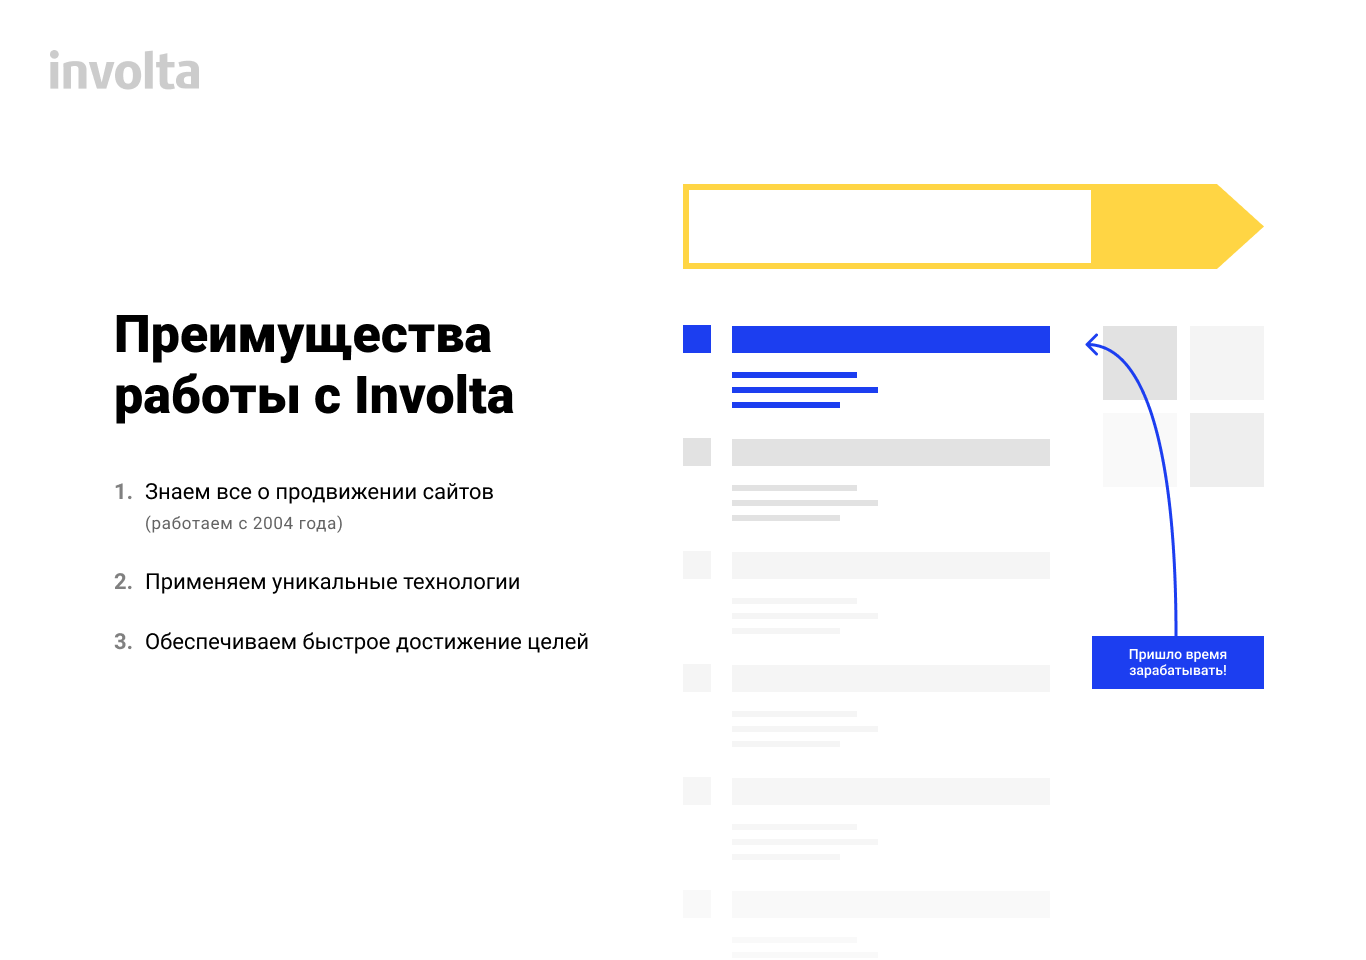 involta
Преимущества
работы с Involta
1. Знаем все о продвижении сайтов
(работаем с 2004 года)
2. Применяем уникальные технологии
3. Обеспечиваем быстрое достижение целей
Пришло время
зарабатывать!